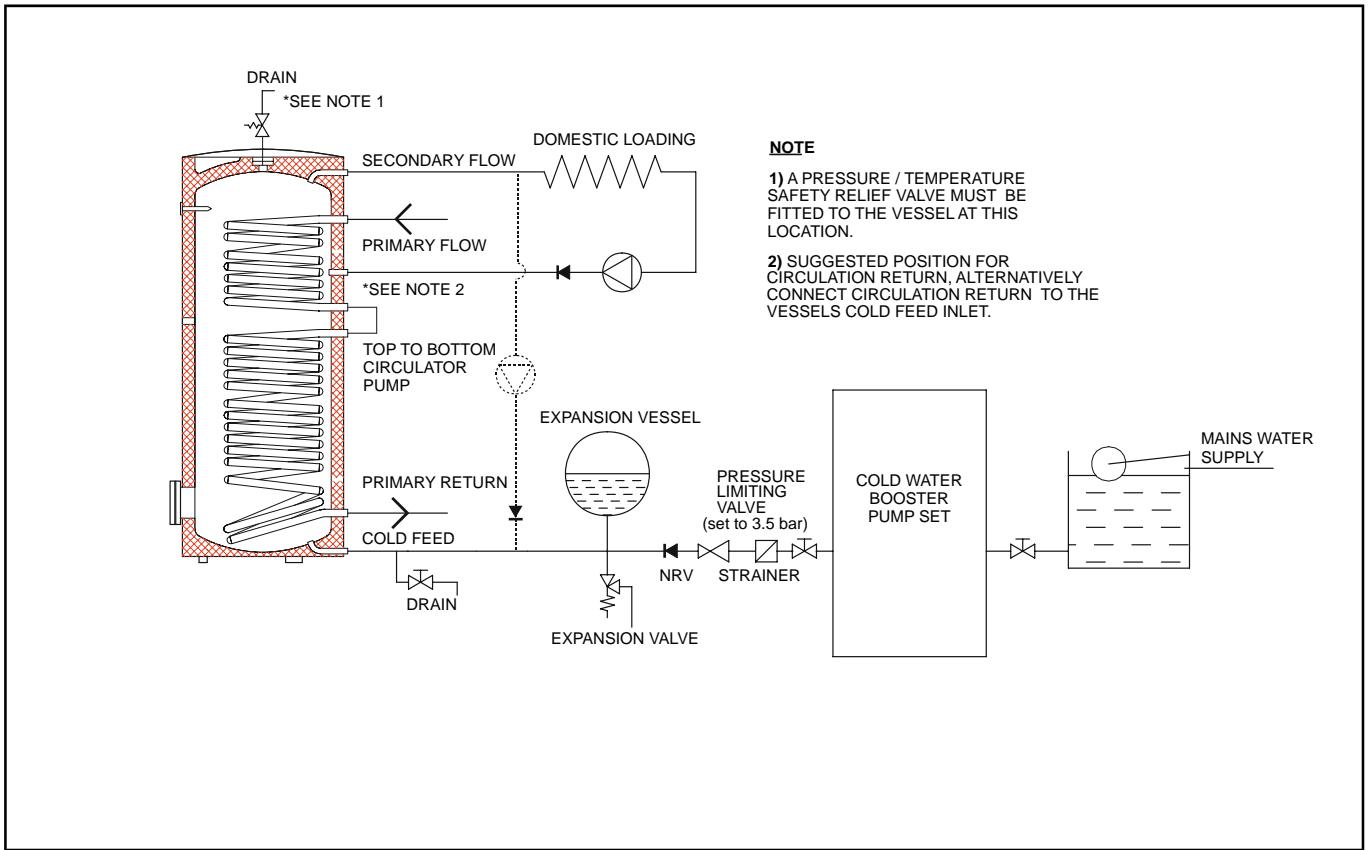 DRAIN
*SEE NOTE 1
SECONDARY FLOW
DOMESTIC LOADING
PRIMARY FLOW
*SEE NOTE 2
TOP TO BOTTOM
CIRCULATOR
PUMP
NOTE
1) A PRESSURE / TEMPERATURE
SAFETY RELIEF VALVE MUST BE
FITTED TO THE VESSEL AT THIS
LOCATION.
2) SUGGESTED POSITION FOR
CIRCULATION RETURN, ALTERNATIVELY
CONNECT CIRCULATION RETURN TO THE
VESSELS COLD FEED INLET.
EXPANSION VESSEL
PRIMARY RETURN
COLD FEED
DRAIN
EXPANSION VALVE
PRESSURE
LIMITING
VALVE
(set to 3.5 bar)
NRV
STRAINER
COLD WATER
BOOSTER
PUMP SET
MAINS WATER
SUPPLY